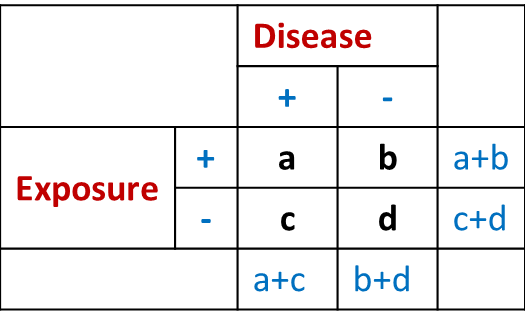 Disease
+ -
+ a b a+b
Exposure
- c d c+d
a+c b+d